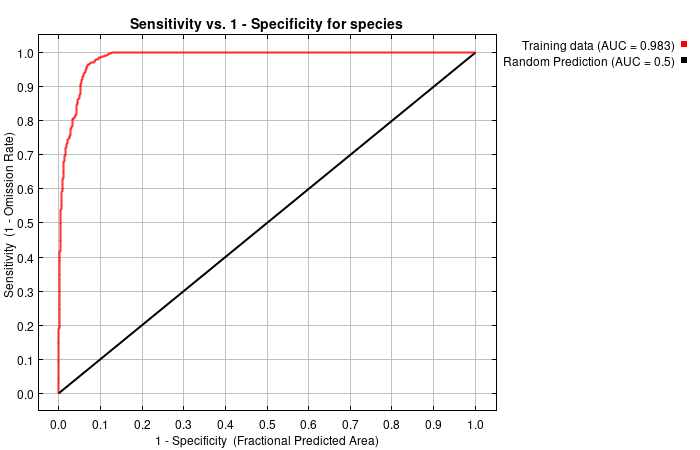 Sensitivity vs. 1 - Specificity for species
Training data (AUC = 0.983)
Random Prediction (AUC = 0.5)
Sensitivity (1 - Omission Rate)
1.0
0.9
0.8
0.7
0.6
0.5
0.4
0.3
0.2
0.1
0.0
0.0 0.1 0.2 0.3 0.4 0.5 0.6 0.7 0.8 0.9 1.0
1 - Specificity (Fractional Predicted Area)